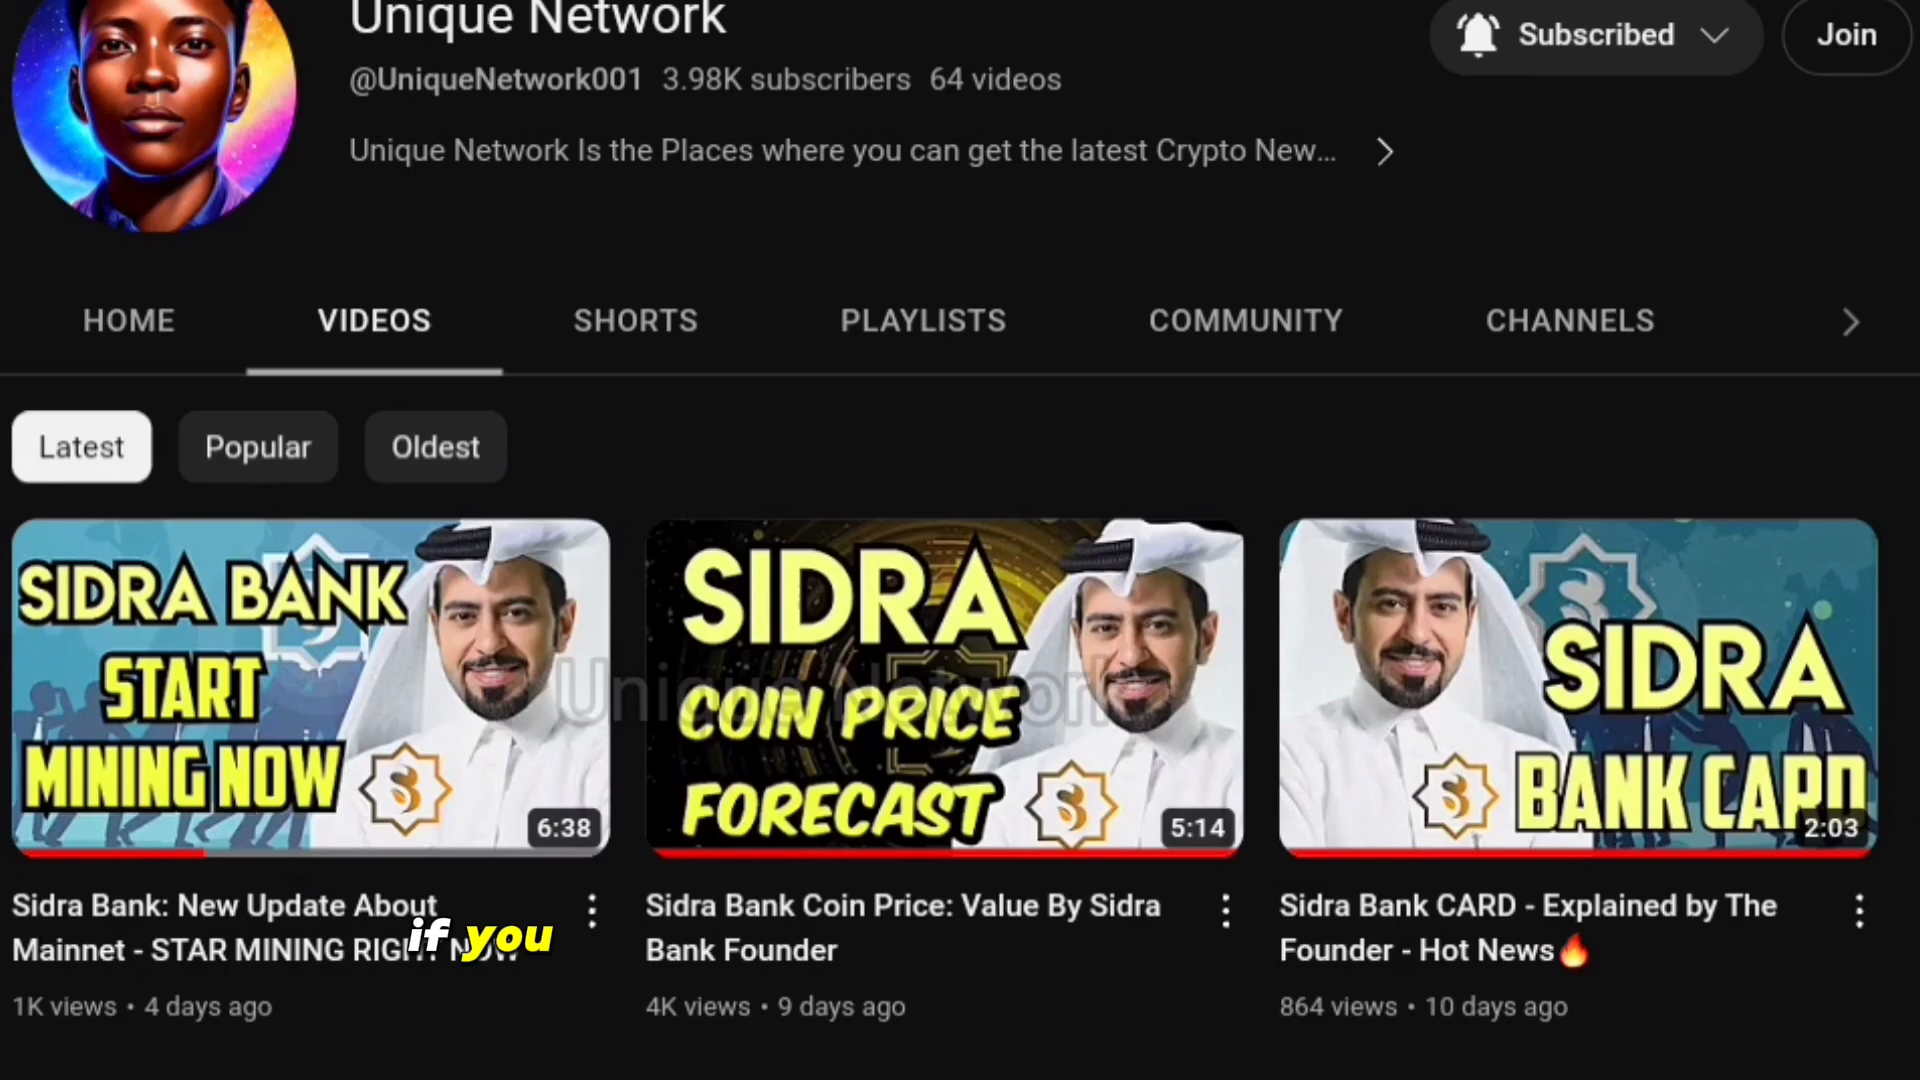 Unique Network
Subscribed
Join
@UniqueNetwork001 3.98K subscribers 64 videos
Unique Network Is the Places where you can get the latest Crypto New...
HOME
VIDEOS
SHORTS
PLAYLISTS
COMMUNITY
CHANNELS
Latest
Popular
Oldest
SIDRA BANK
START
MINING NOW
6:38
SIDRA
COIN PRICE
FORECAST
5:14
SIDRA
BANK CARD
2:03
Unique Network
Sidra Bank: New Update About
Mainnet - STAR MINING RIGHT NOW
if you
1K views • 4 days ago
Sidra Bank Coin Price: Value By Sidra
Bank Founder
4K views • 9 days ago
Sidra Bank CARD - Explained by The
Founder - Hot News🔥
864 views • 10 days ago